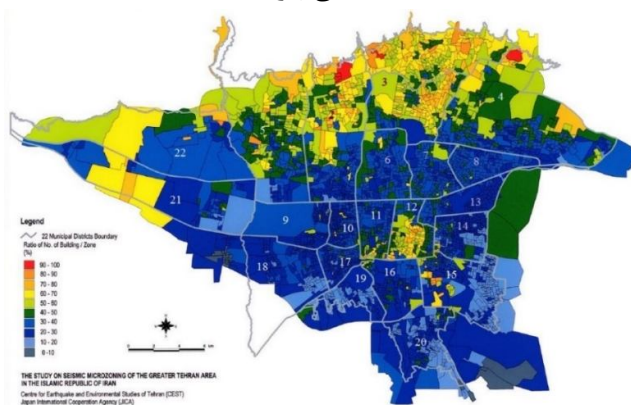 3
4
5
22
6
8
21
9
10
11
12
13
14
18
17
19
16
15
20
Legend
22 Municipal Districts Boundary
Ratio of No. of Building / Zone
(%)
90 - 100
80 - 90
70 - 80
60 - 70
50 - 60
40 - 50
30 - 40
20 - 30
10 - 20
THE STUDY ON SEISMIC MICROZONING OF THE GREATER TEHRAN AREA
IN THE ISLAMIC REPUBLIC OF IRAN
Centre for Earthquake and Environmental Studies of Tehran (CEST)
Japan International Cooperation Agency (JICA)